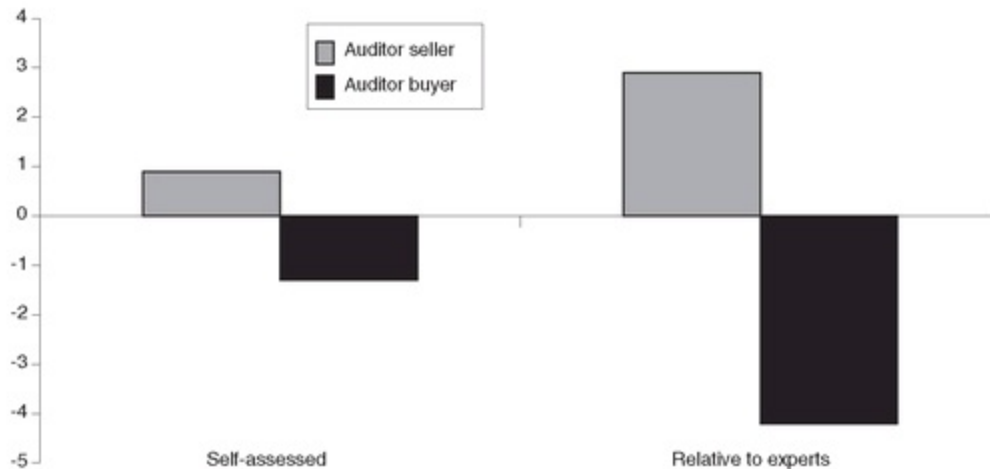 4
3
2
1
0
-1
-2
-3
-4
-5
Auditor seller
Auditor buyer
Self-assessed
Relative to experts